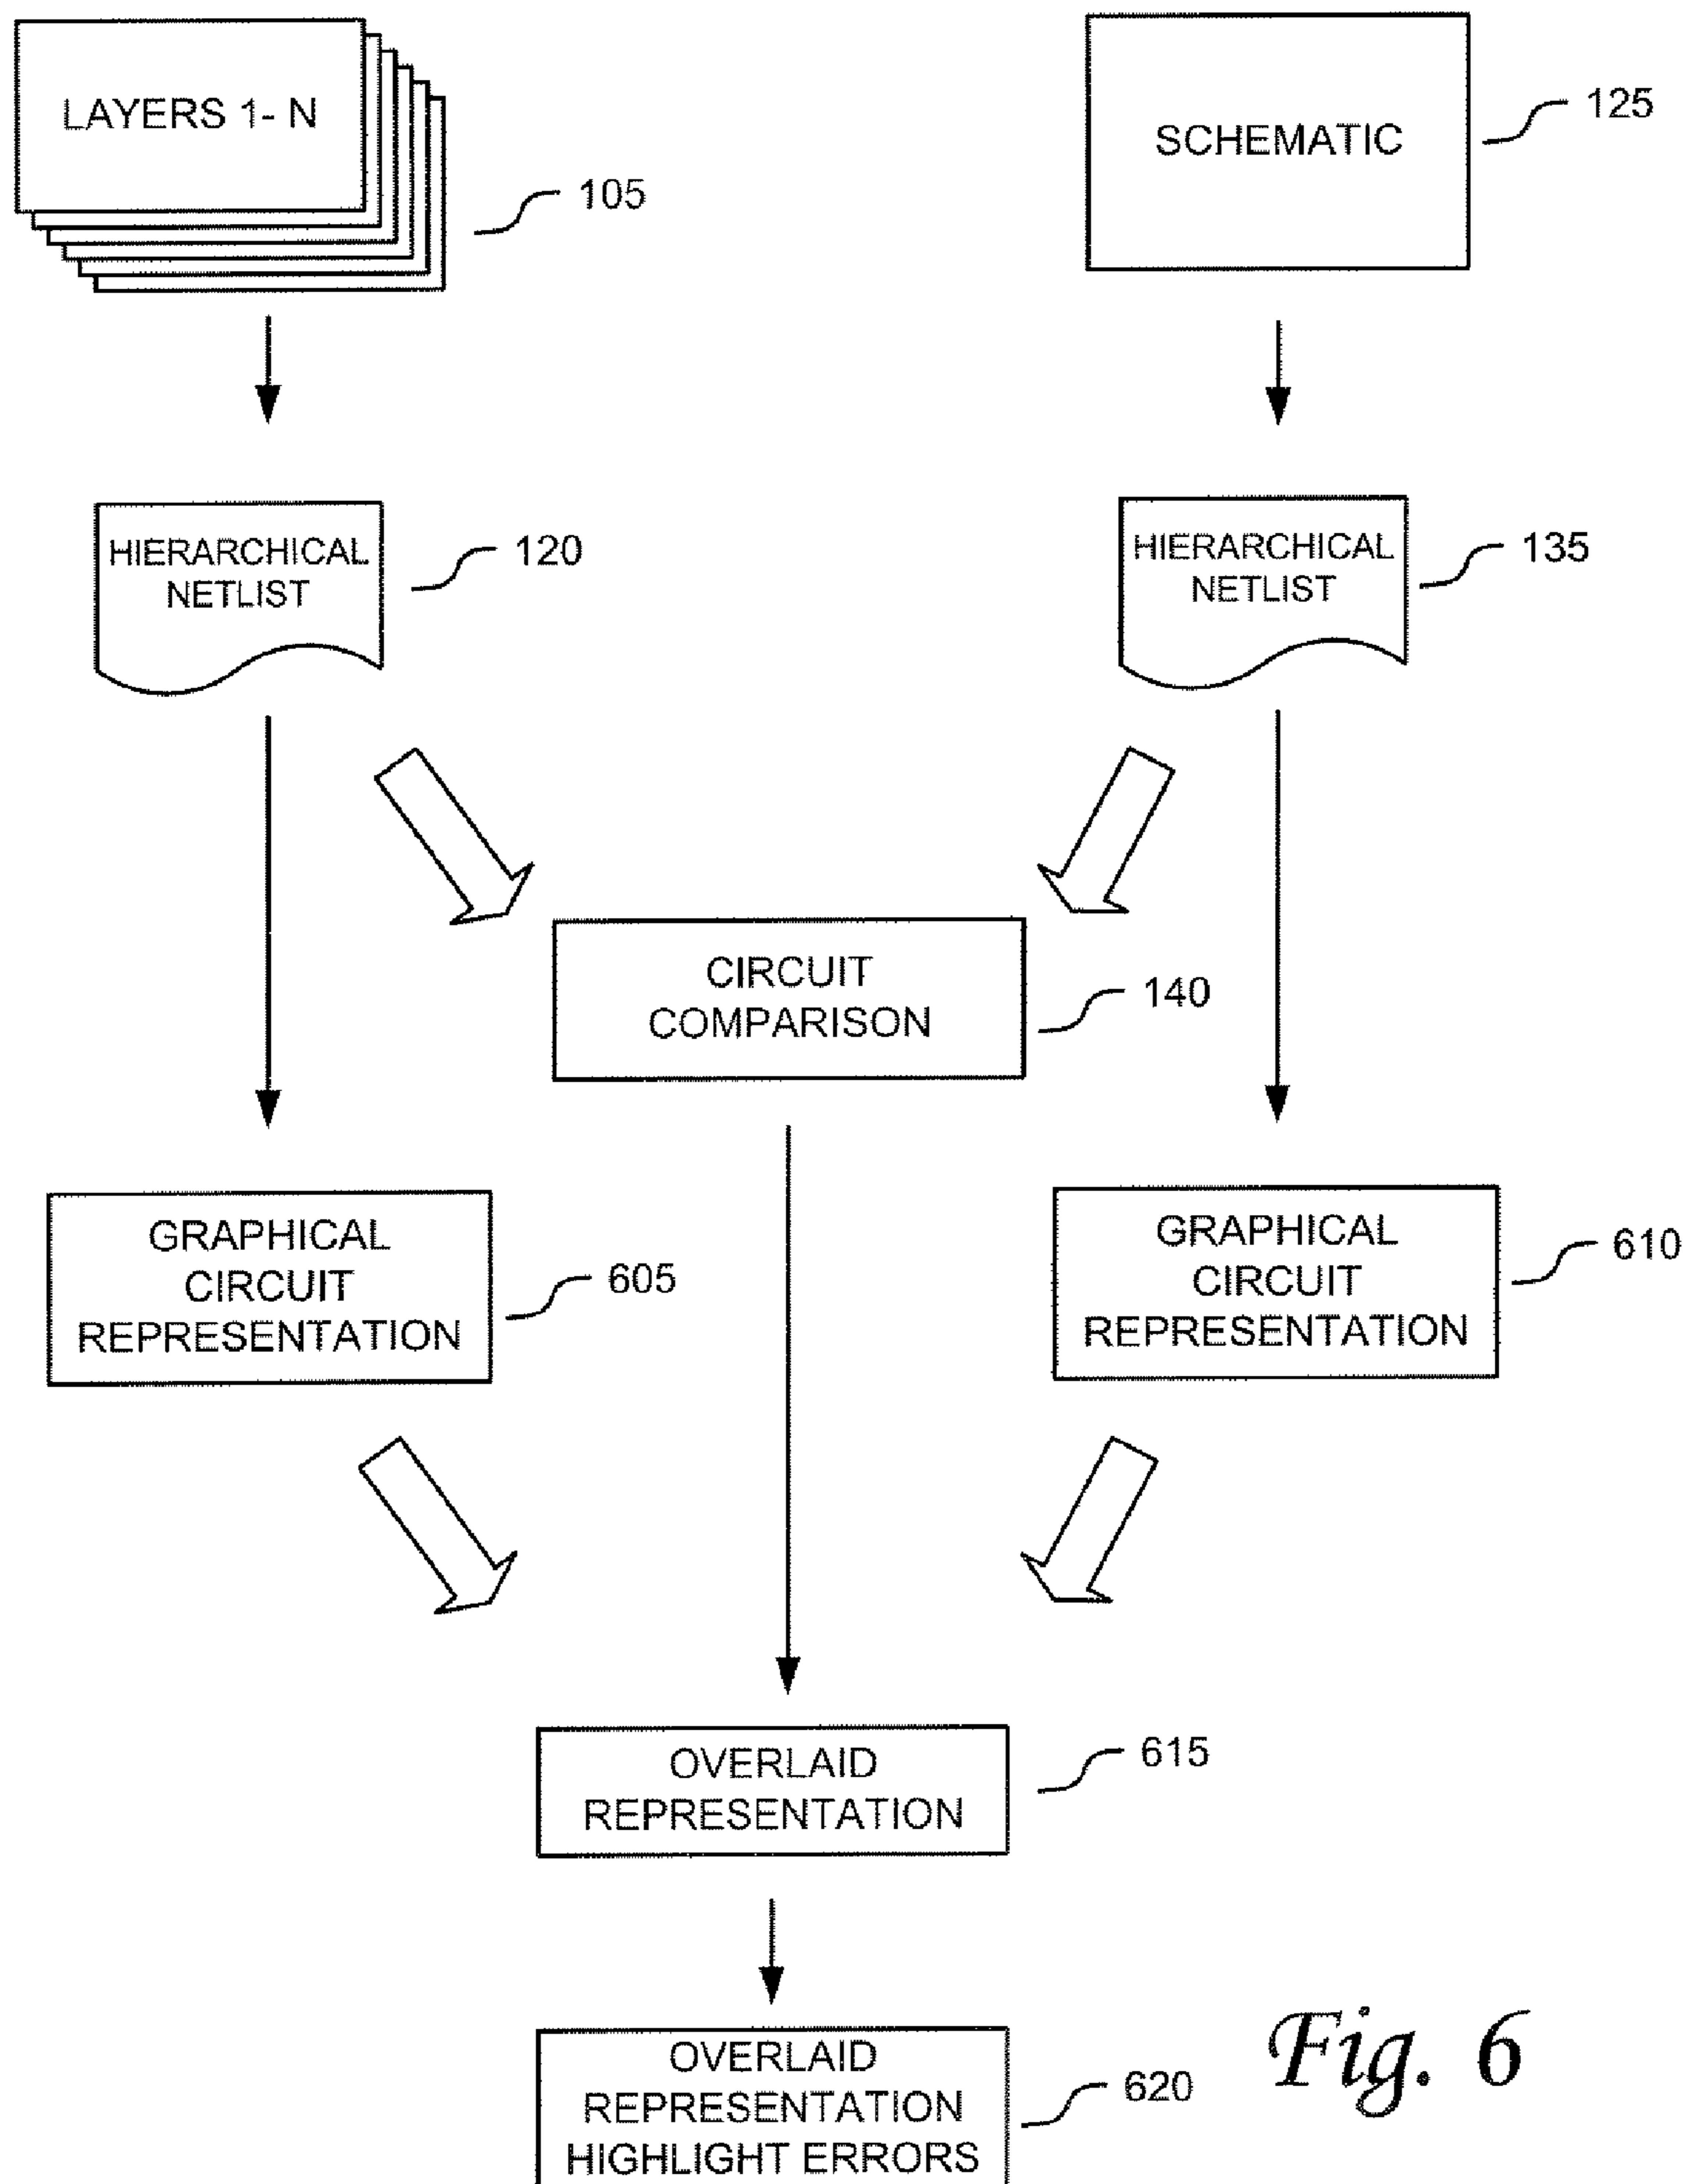 LAYERS 1- N
105
SCHEMATIC
125
HIERARCHICAL
NETLIST
120
HIERARCHICAL
NETLIST
135
CIRCUIT
COMPARISON
140
GRAPHICAL
CIRCUIT
REPRESENTATION
605
GRAPHICAL
CIRCUIT
REPRESENTATION
610
OVERLAID
REPRESENTATION
615
OVERLAID
REPRESENTATION
HIGHLIGHT ERRORS
620
Fig. 6